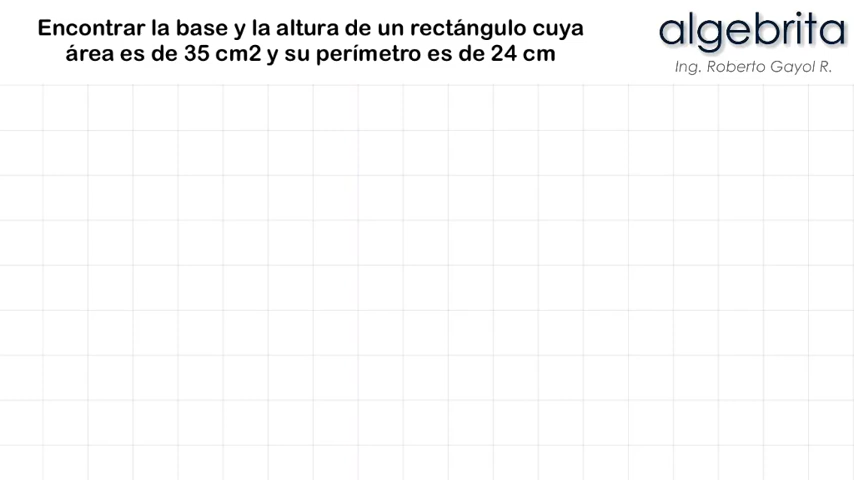 Encontrar la base y la altura de un rectángulo cuya
área es de 35 cm2 y su perímetro es de 24 cm
algebrita
Ing. Roberto Gayol R.